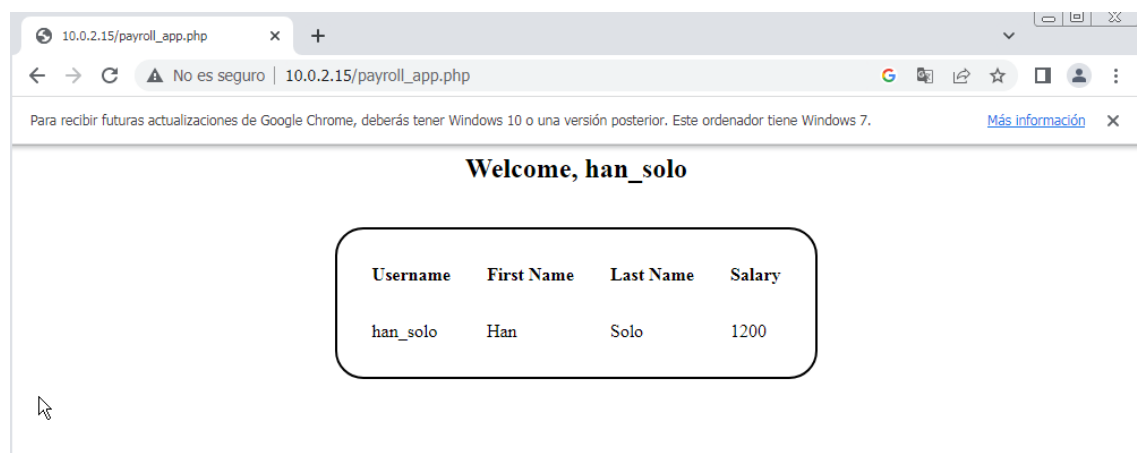 10.0.2.15/payroll_app.php
No es seguro | 10.0.2.15/payroll_app.php
Para recibir futuras actualizaciones de Google Chrome, deberás tener Windows 10 o una versión posterior. Este ordenador tiene Windows 7. Más información
Welcome, han_solo
Username First Name Last Name Salary
han_solo Han Solo 1200